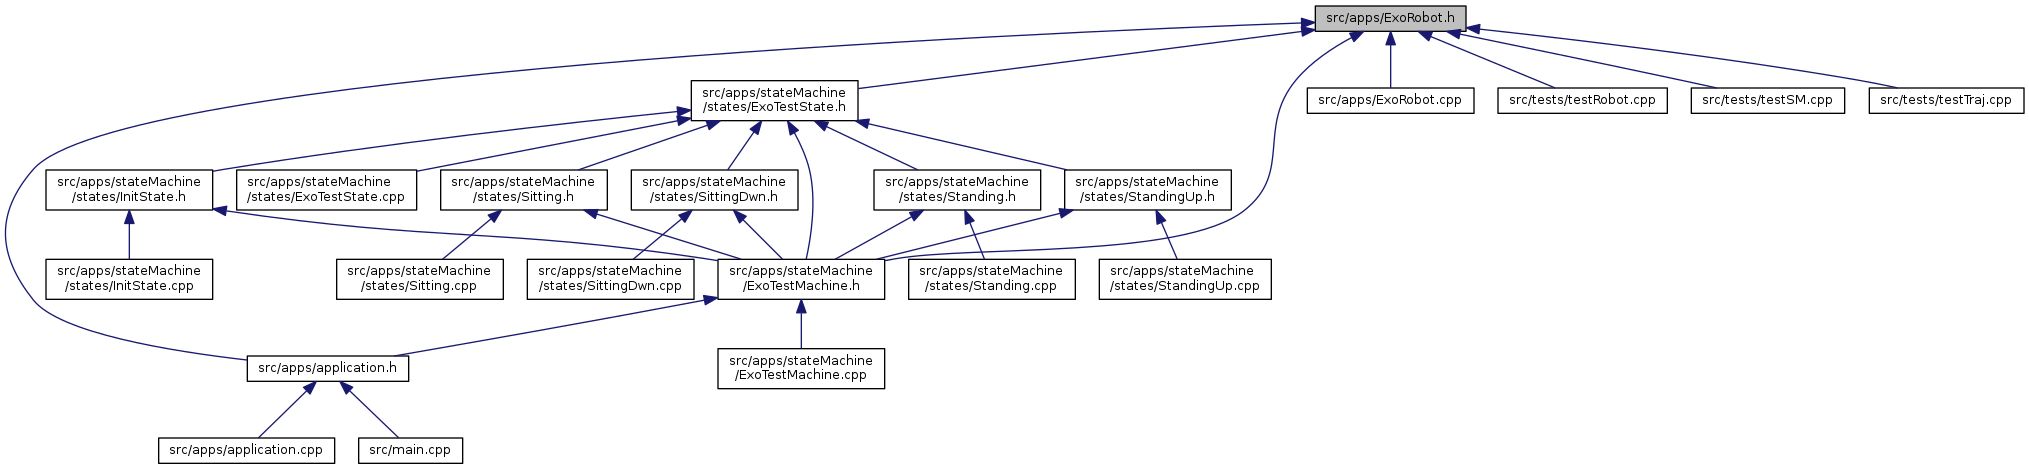 src/apps/ExoRobot.h
src/apps/stateMachine
/states/ExoTestState.h
src/apps/ExoRobot.cpp
src/tests/testRobot.cpp
src/tests/testSM.cpp
src/tests/testTraj.cpp
src/apps/stateMachine
/states/InitState.h
src/apps/stateMachine
/states/ExoTestState.cpp
src/apps/stateMachine
/states/Sitting.h
src/apps/stateMachine
/states/SittingDwn.h
src/apps/stateMachine
/states/Standing.h
src/apps/stateMachine
/states/StandingUp.h
src/apps/stateMachine
/states/InitState.cpp
src/apps/stateMachine
/states/Sitting.cpp
src/apps/stateMachine
/states/SittingDwn.cpp
src/apps/stateMachine
/ExoTestMachine.h
src/apps/stateMachine
/states/Standing.cpp
src/apps/stateMachine
/states/StandingUp.cpp
src/apps/application.h
src/apps/stateMachine
/ExoTestMachine.cpp
src/apps/application.cpp
src/main.cpp